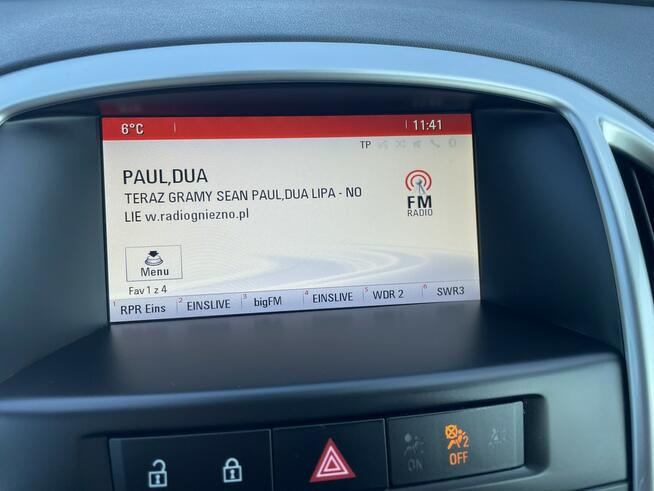 6°C 11:41
TP
PAUL,DUA
TERAZ GRAMY SEAN PAUL,DUA LIPA - NO
LIE w.radiogniezno.pl
FM
RADIO
Menu
Fav 1 z 4
1 RPR Eins 2 EINSLIVE 3 bigFM 4 EINSLIVE 5 WDR 2 6 SWR3
ON
2
OFF